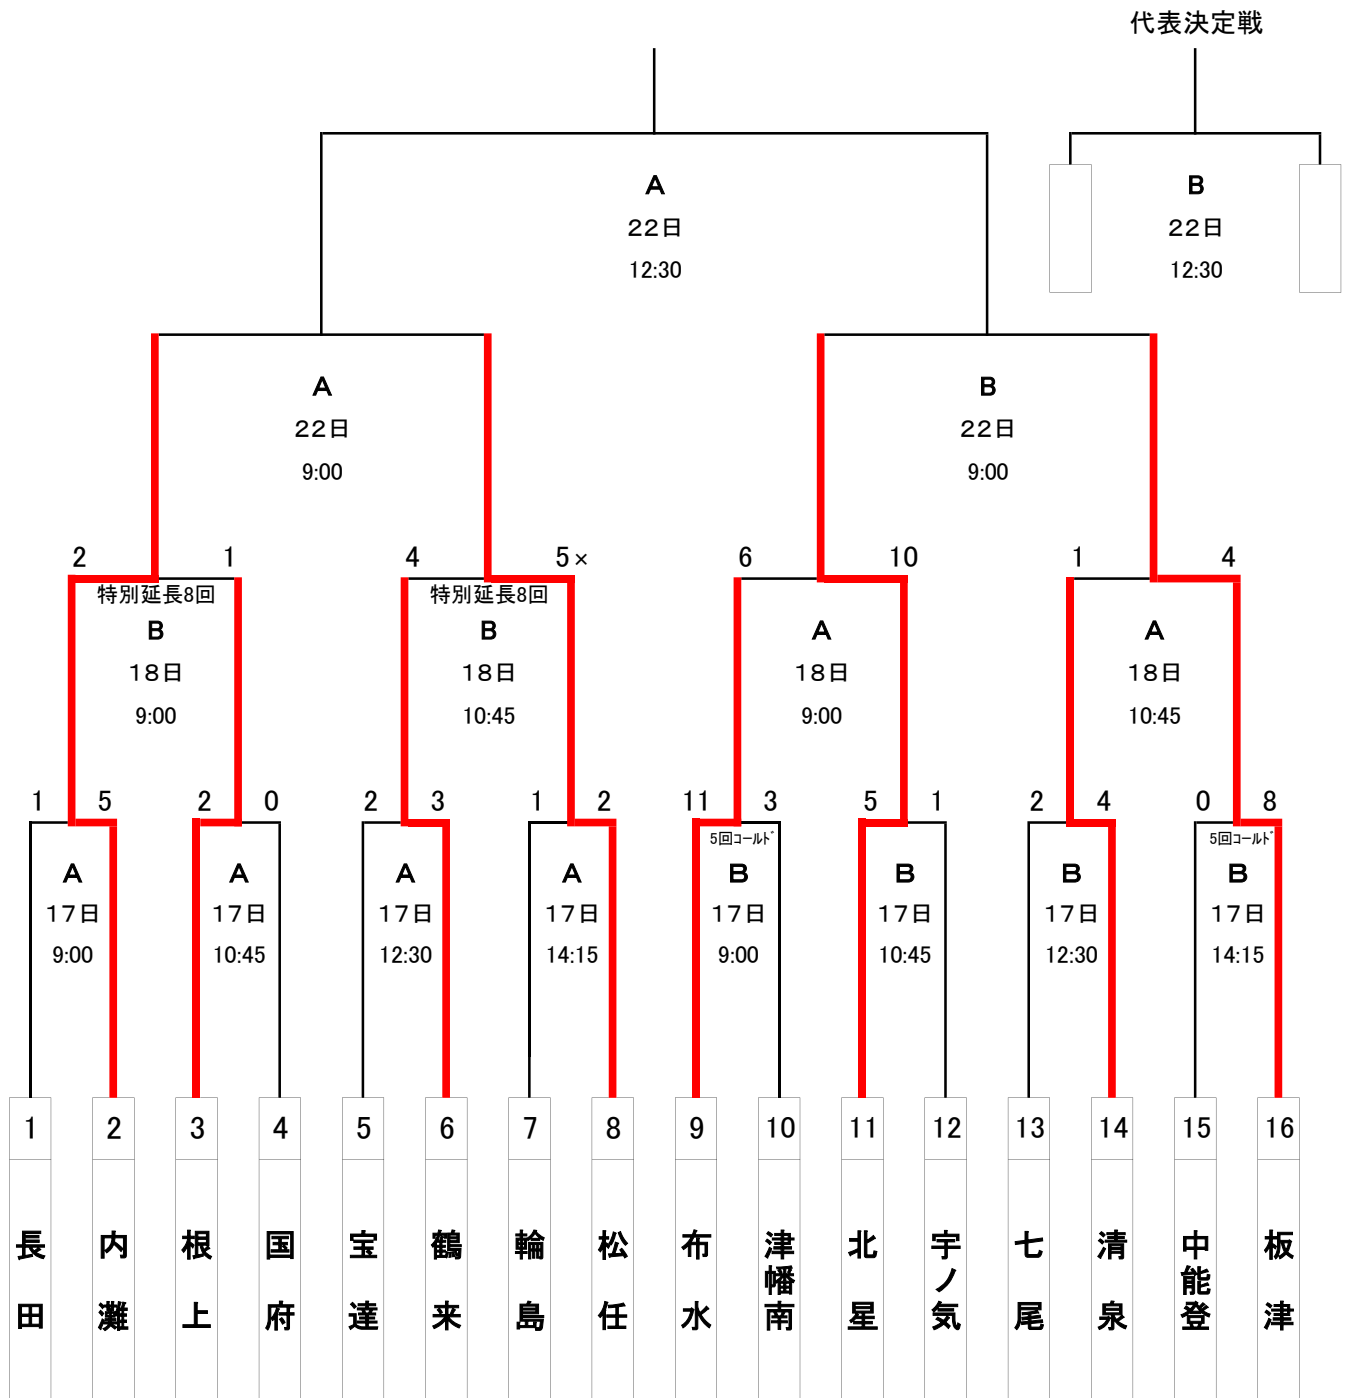 代表決定戦
A
22日
12:30
B
22日
12:30
A
22日
9:00
B
22日
9:00
2 1 4 5× 6 10 1 4
特別延長8回 特別延長8回
B
18日
9:00
B
18日
10:45
A
18日
9:00
A
18日
10:45
1 5 2 0 2 3 1 2 11 3 5 1 2 4 0 8
5回コールド 5回コールド
A
17日
9:00
A
17日
10:45
A
17日
12:30
A
17日
14:15
B
17日
9:00
B
17日
10:45
B
17日
12:30
B
17日
14:15
1 2 3 4 5 6 7 8 9 10 11 12 13 14 15 16
長田
内灘
根上
国府
宝達
鶴来
輪島
松任
布水
津幡南
北星
宇ノ気
七尾
清泉
中能登
板津